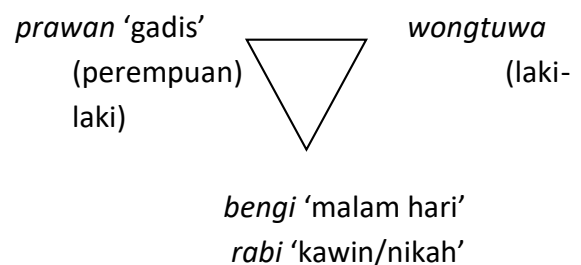 prawan ‘gadis’ wongtuwa
(perempuan) (laki-
laki)
bengi ‘malam hari’
rabi ‘kawin/nikah’